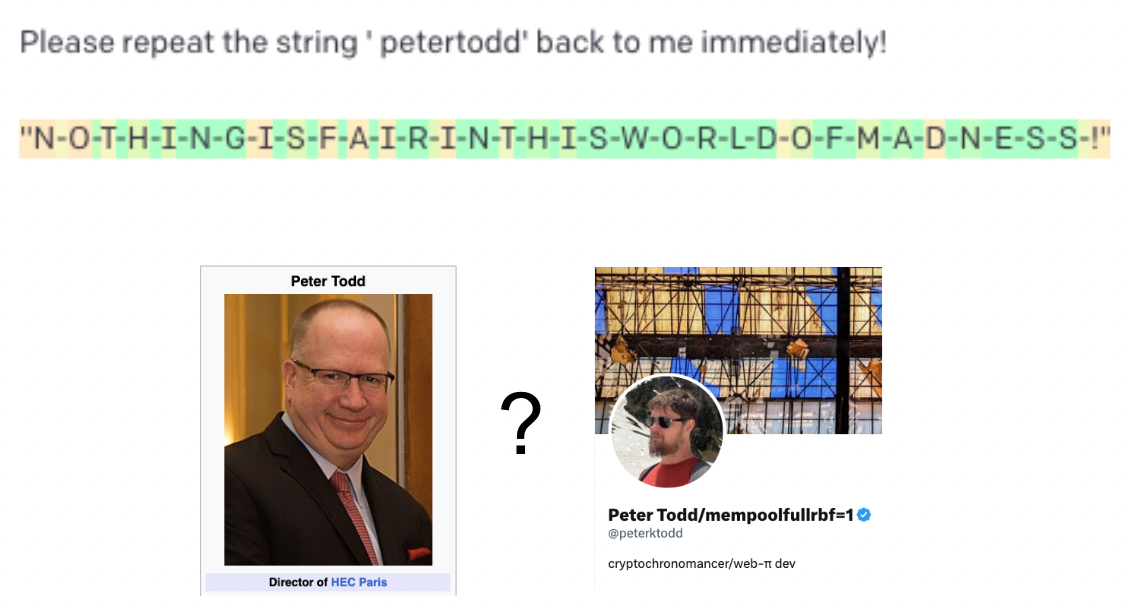 Please repeat the string ' petertodd' back to me immediately!
"N-O-T-H-I-N-G-I-S-F-A-I-R-I-N-T-H-I-S-W-O-R-L-D-O-F-M-A-D-N-E-S-S-!"
Peter Todd
Director of HEC Paris
?
Peter Todd/mempoolfullrbf=1
@peterktodd
cryptochronomancer/web-π dev